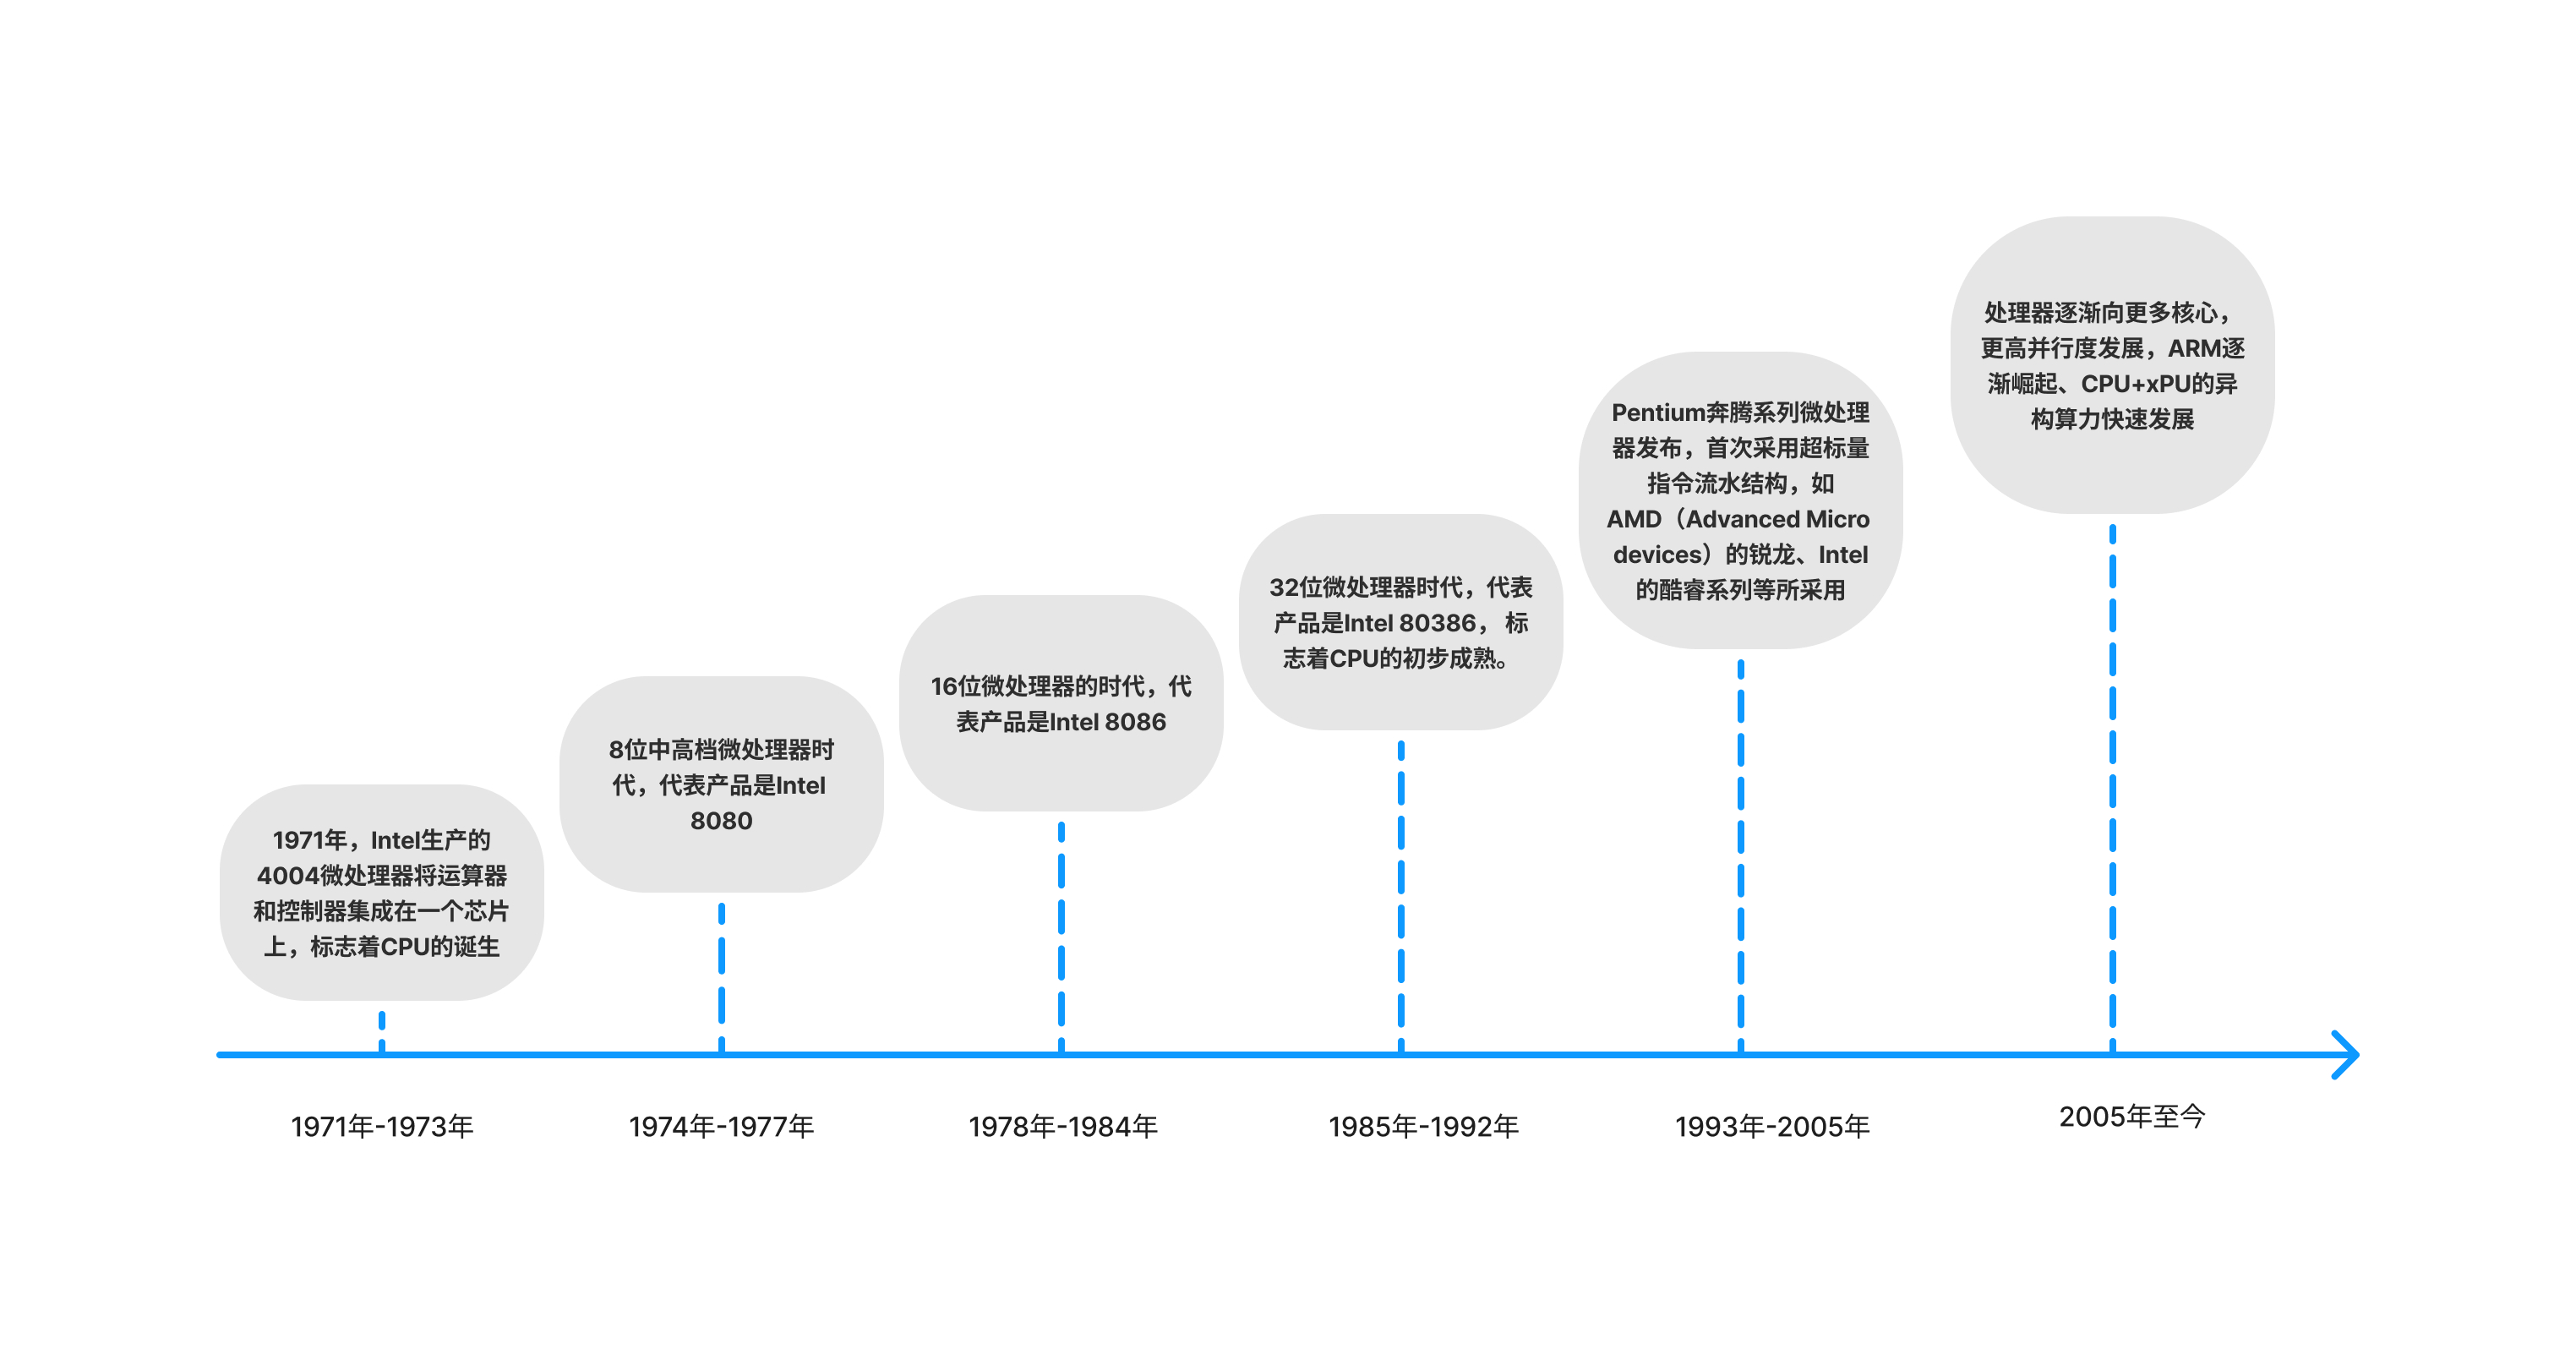 1971年，Intel生产的
4004微处理器将运算器
和控制器集成在一个芯片
上，标志着CPU的诞生
8位中高档微处理器时
代，代表产品是Intel
8080
16位微处理器的时代，代
表产品是Intel 8086
32位微处理器时代，代表
产品是Intel 80386， 标
志着CPU的初步成熟。
Pentium奔腾系列微处理
器发布，首次采用超标量
指令流水结构，如
AMD（Advanced Micro
devices）的锐龙、Intel
的酷睿系列等所采用
处理器逐渐向更多核心，
更高并行度发展，ARM逐
渐崛起、CPU+xPU的异
构算力快速发展
1971年-1973年
1974年-1977年
1978年-1984年
1985年-1992年
1993年-2005年
2005年至今